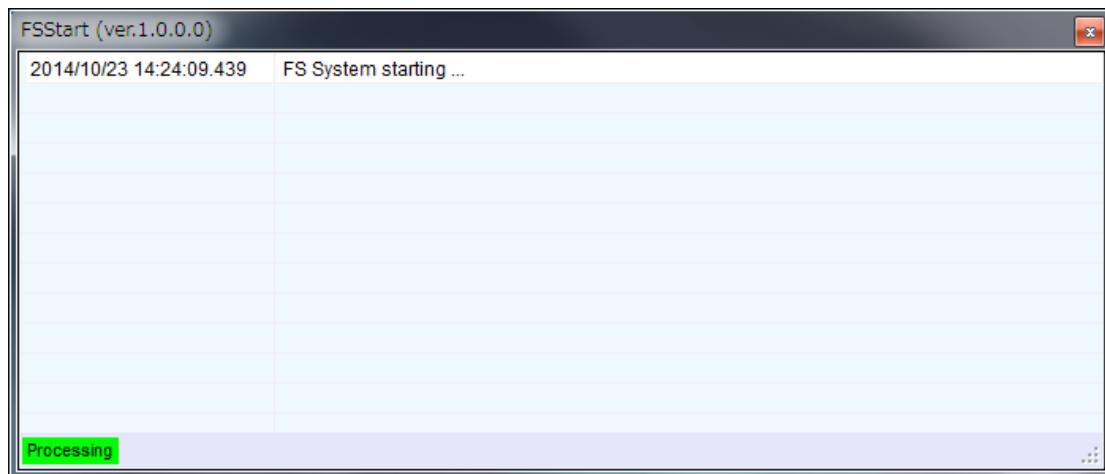 FSStart (ver.1.0.0.0)
2014/10/23 14:24:09.439 FS System starting ...
Processing